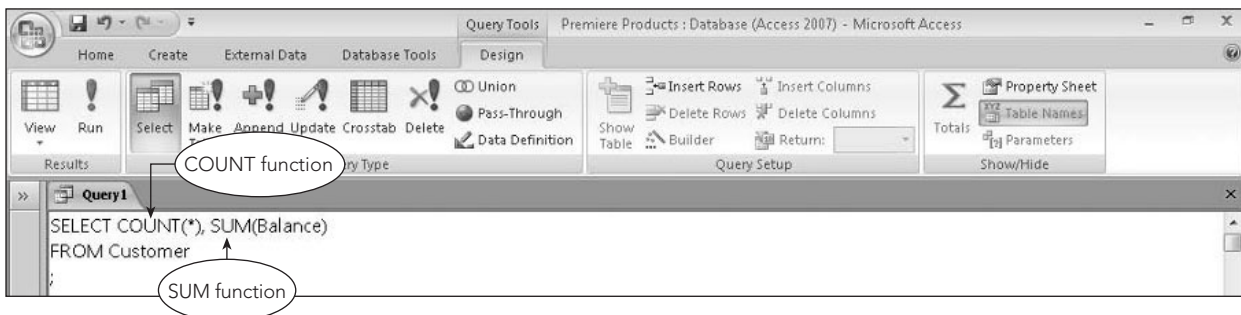 Query Tools Premiere Products : Database (Access 2007) - Microsoft Access
Home Create External Data Database Tools Design
View Run Select Make Append Update Crosstab Delete
Union
Pass-Through
Data Definition
Show Table
Insert Rows Insert Columns
Delete Rows Delete Columns
Builder Return:
Totals
Property Sheet
Table Names
Parameters
Results Query Setup Show/Hide
COUNT function
Query1
SELECT COUNT(*), SUM(Balance)
FROM Customer
;
SUM function